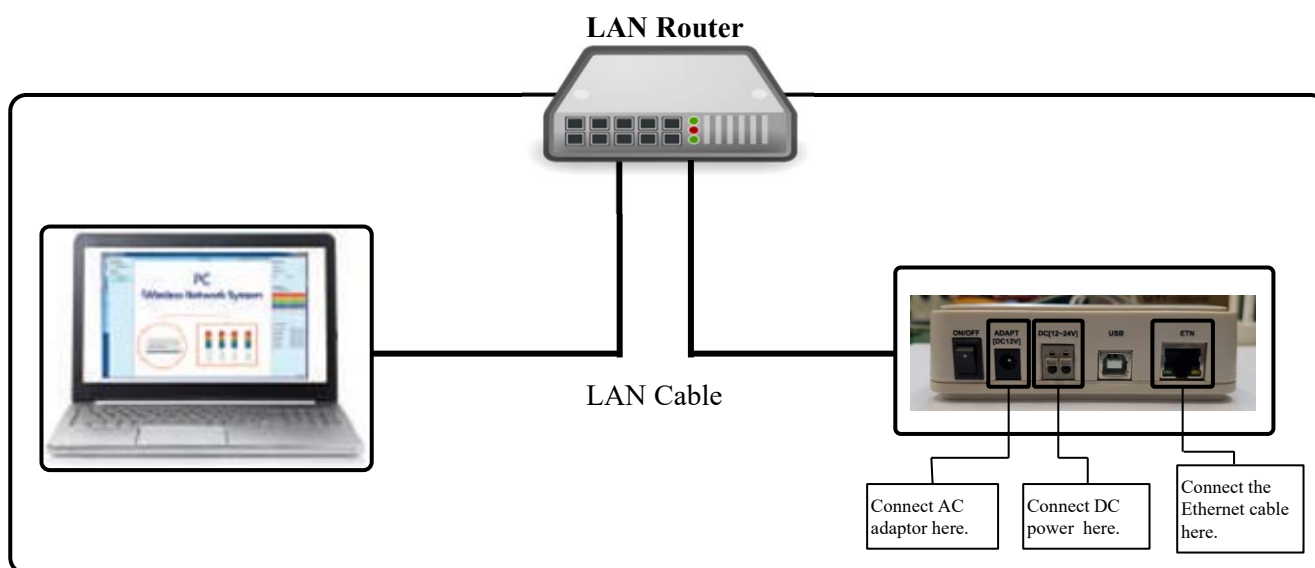 LAN Router
PC
Wireless Network System
LAN Cable
ON/OFF
ADAPT
[DC12V]
DC[12~24V]
USB
ETN
Connect AC
adaptor here.
Connect DC
power here.
Connect the
Ethernet cable
here.